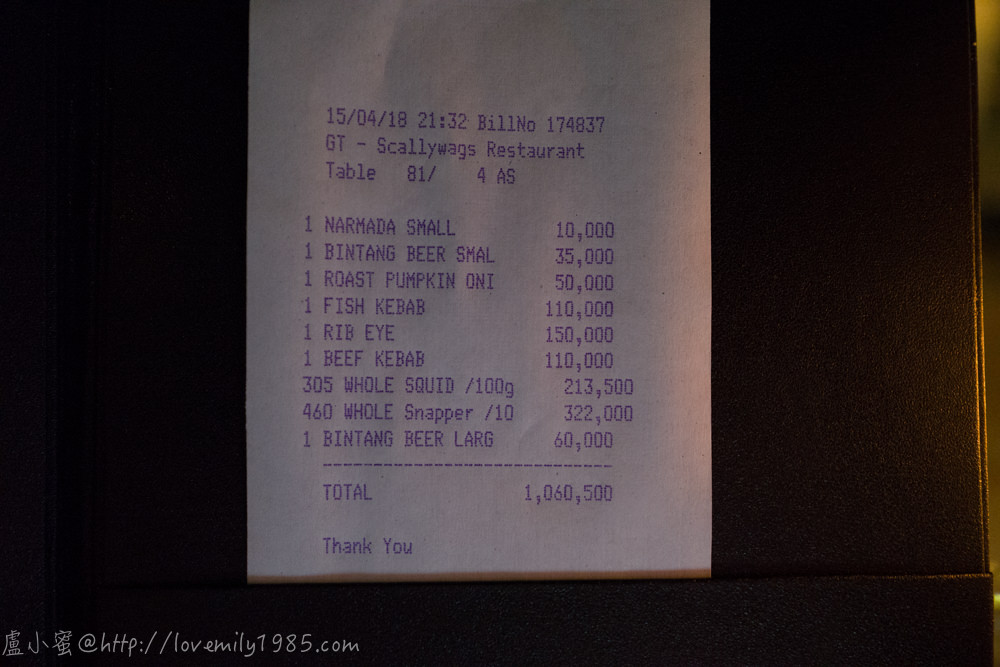 15/04/18 21:32 BillNo 174837
GT - Scallywags Restaurant
Table 81/ 4 AS
1 NARMADA SMALL 10,000
1 BINTANG BEER SMAL 35,000
1 ROAST PUMPKIN ONI 50,000
1 FISH KEBAB 110,000
1 RIB EYE 150,000
1 BEEF KEBAB 110,000
305 WHOLE SQUID /100g 213,500
460 WHOLE Snapper /10 322,000
1 BINTANG BEER LARG 60,000
------------------------------
TOTAL 1,060,500
Thank You
盧小蜜@http://lovemily1985.com